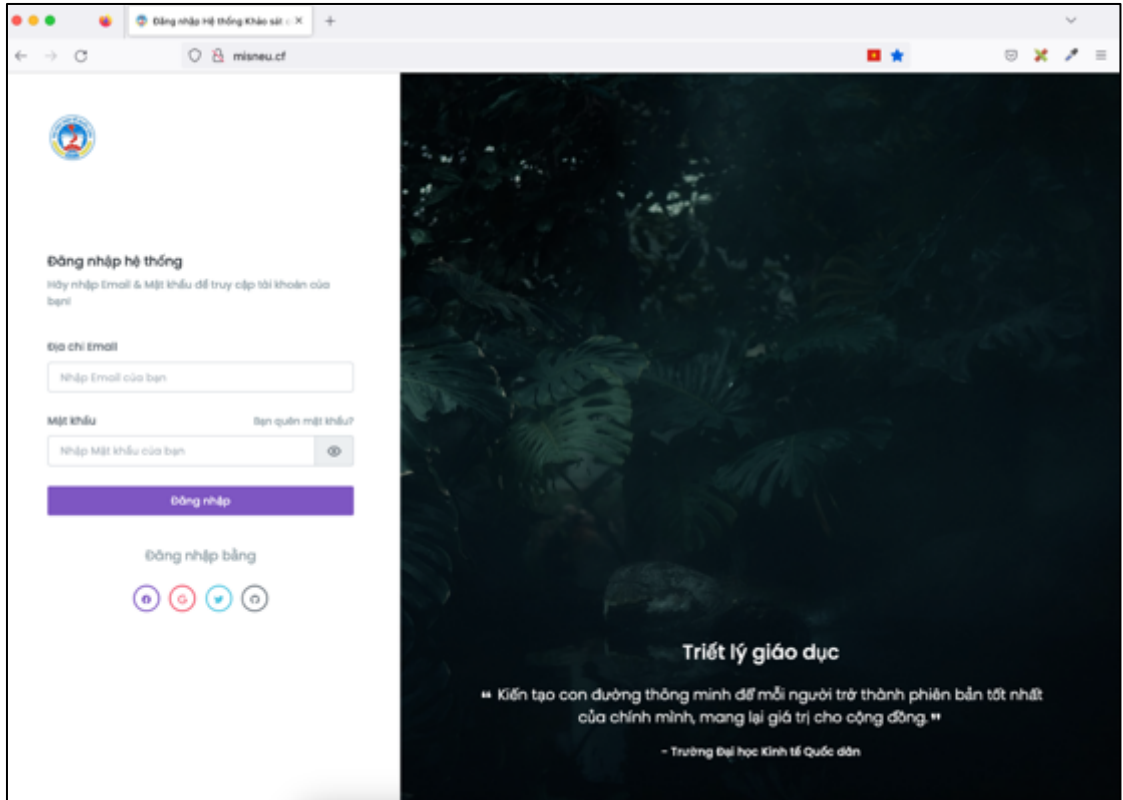 Đăng nhập Hệ thống Khảo sát
misneu.cf
Đăng nhập hệ thống
Hãy nhập Email & Mật khẩu để truy cập tài khoản của
bạn!
Địa chỉ Email
Nhập Email của bạn
Mật khẩu
Bạn quên mật khẩu?
Nhập Mật khẩu của bạn
Đăng nhập
Đăng nhập bằng
Triết lý giáo dục
❝ Kiến tạo con đường thông minh để mỗi người trở thành phiên bản tốt nhất
của chính mình, mang lại giá trị cho cộng đồng. ❞
- Trường Đại học Kinh tế Quốc dân